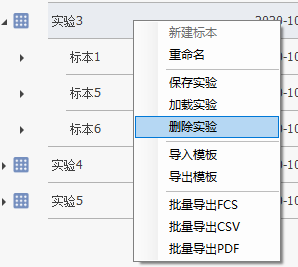 实验3
标本1
标本5
标本6
实验4
实验5
新建标本
重命名
保存实验
加载实验
删除实验
导入模板
导出模板
批量导出FCS
批量导出CSV
批量导出PDF